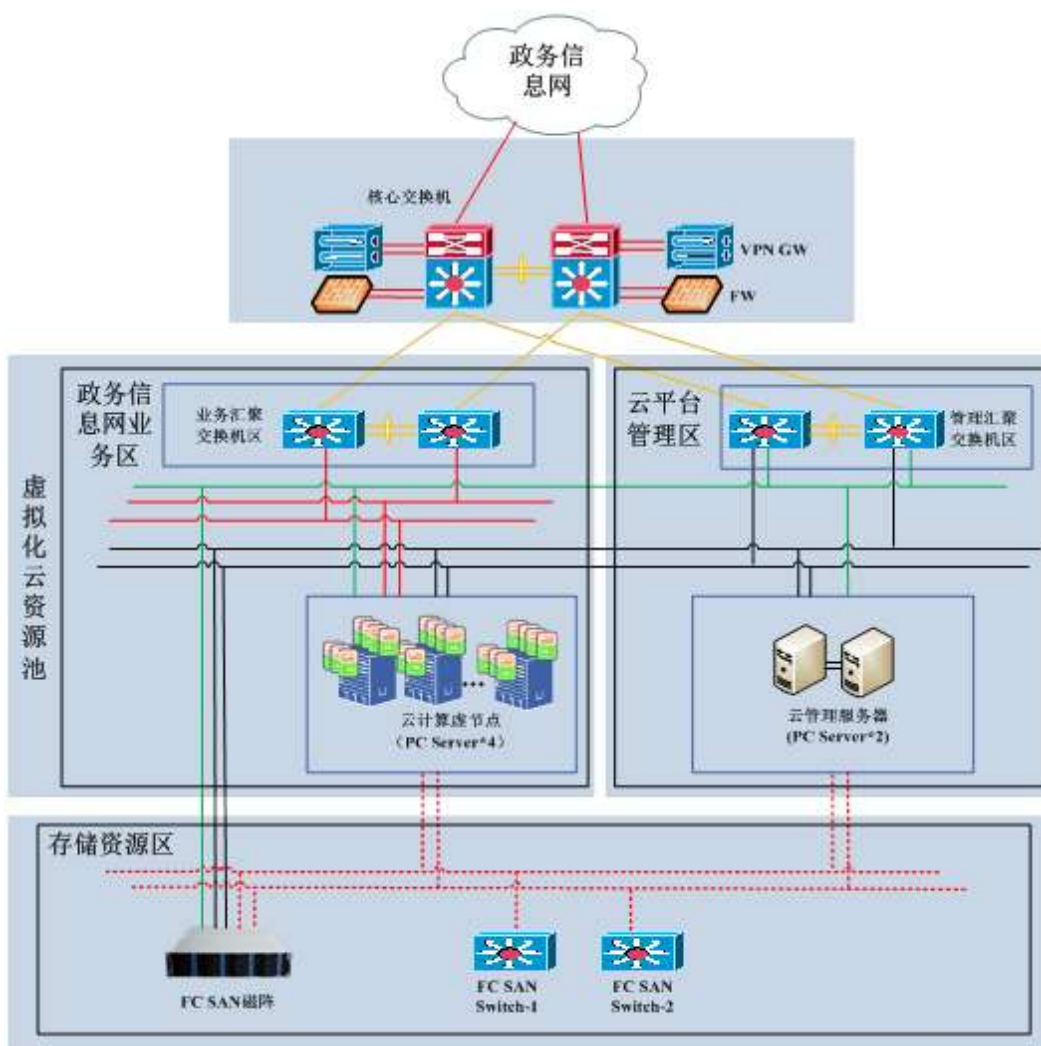 政务信
息网
核心交换机
VPN GW
FW
政务信
息网业
务区
业务汇聚
交换机区
云平台
管理区
管理汇聚
交换机区
虚
拟
化
云
资
源
池
云计算虚节点
（PC Server*4）
云管理服务器
(PC Server*2)
存储资源区
FC SAN磁阵
FC SAN
Switch-1
FC SAN
Switch-2